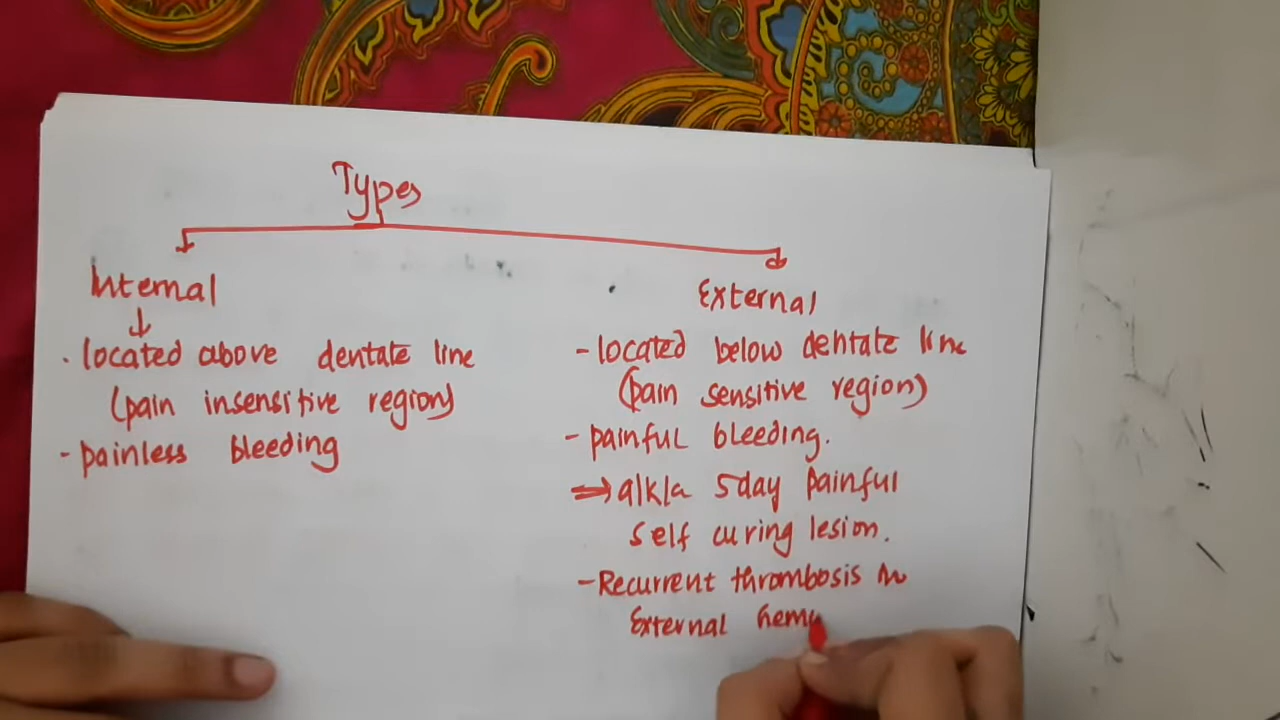 Types
Internal
· located above dentate line
(pain insensitive region)
- painless bleeding
External
- located below dentate line
(pain sensitive region)
- painful bleeding.
⇒ alkla 5day painful
self curing lesion.
- Recurrent thrombosis
External hemo